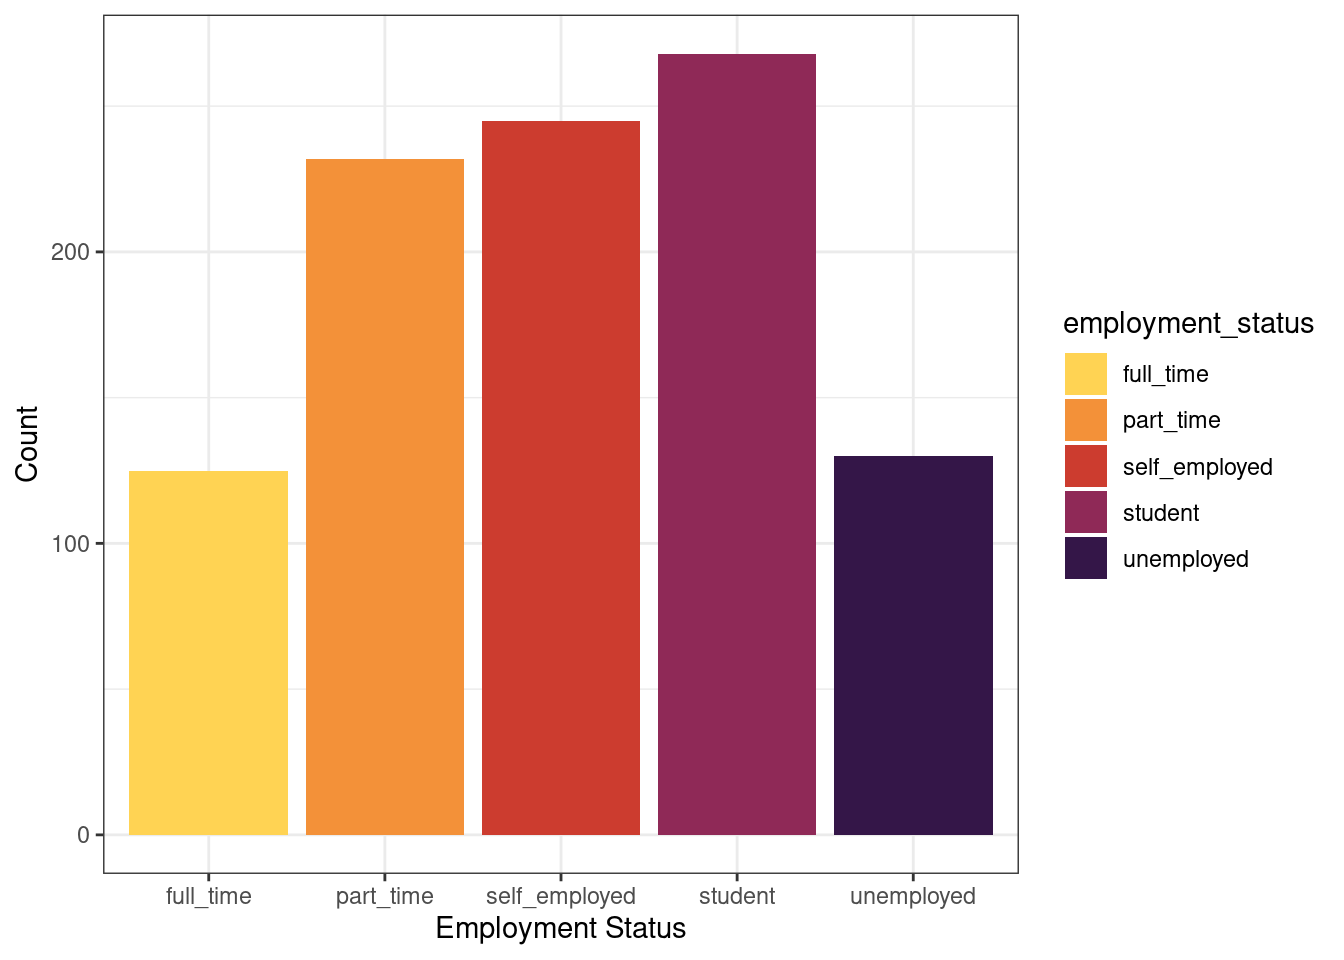 200
100
0
Count
full_time
part_time
self_employed
student
unemployed
Employment Status
employment_status
full_time
part_time
self_employed
student
unemployed